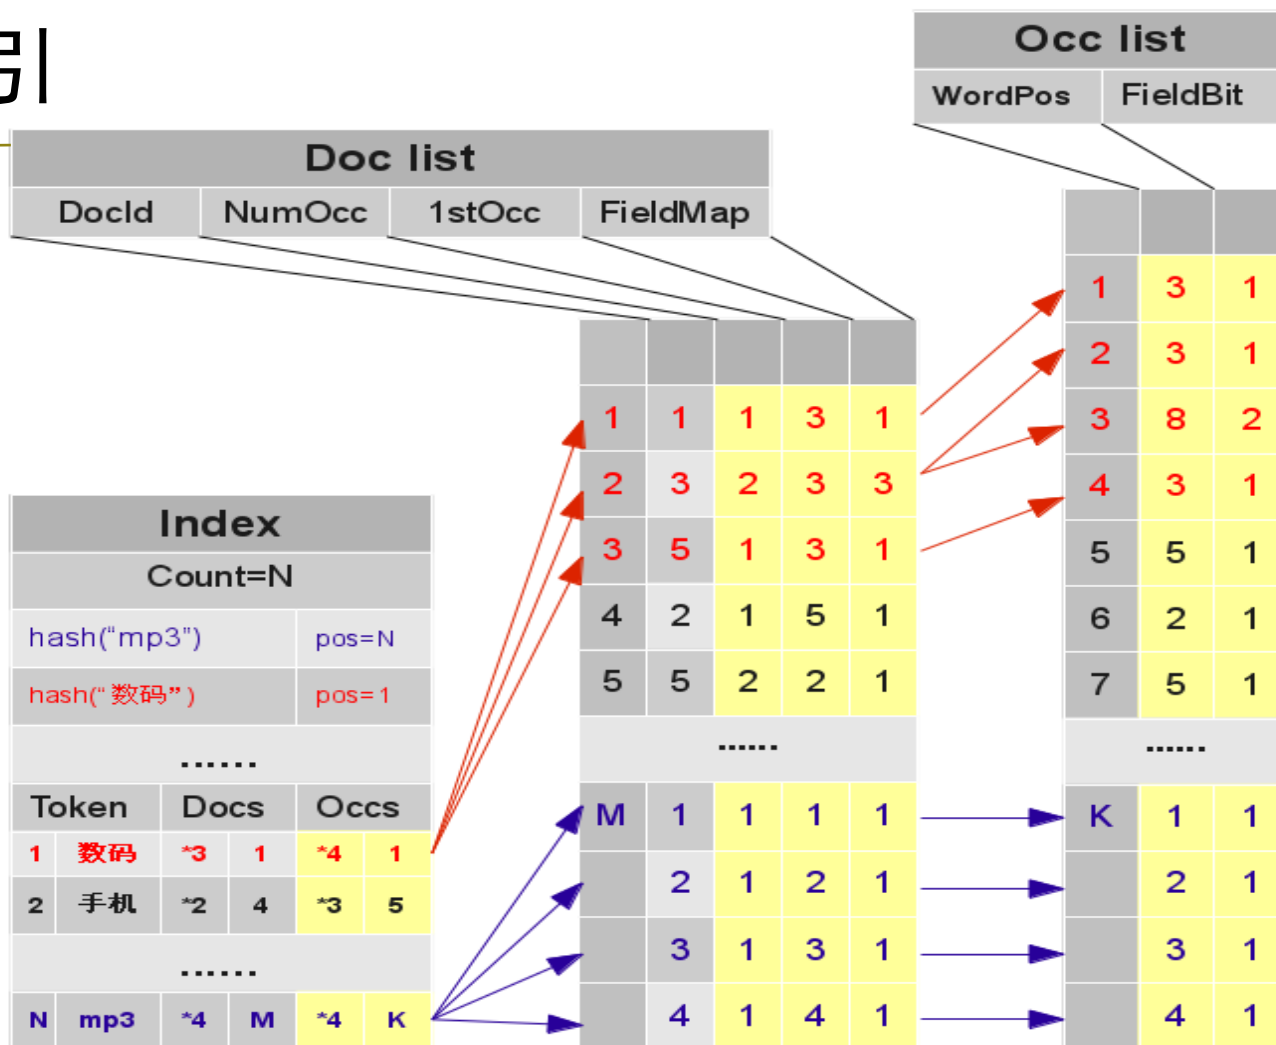 引
Occ list
WordPos FieldBit
Doc list
DocId NumOcc 1stOcc FieldMap
1 3 1
2 3 1
3 8 2
4 3 1
5 5 1
6 2 1
7 5 1
......
K 1 1
2 1
3 1
4 1
1 1 1 3 1
2 3 2 3 3
3 5 1 3 1
4 2 1 5 1
5 5 2 2 1
......
M 1 1 1 1
2 1 2 1
3 1 3 1
4 1 4 1
Index
Count=N
hash("mp3") pos=N
hash("数码") pos=1
......
Token Docs Occs
1 数码 *3 1 *4 1
2 手机 *2 4 *3 5
......
N mp3 *4 M *4 K